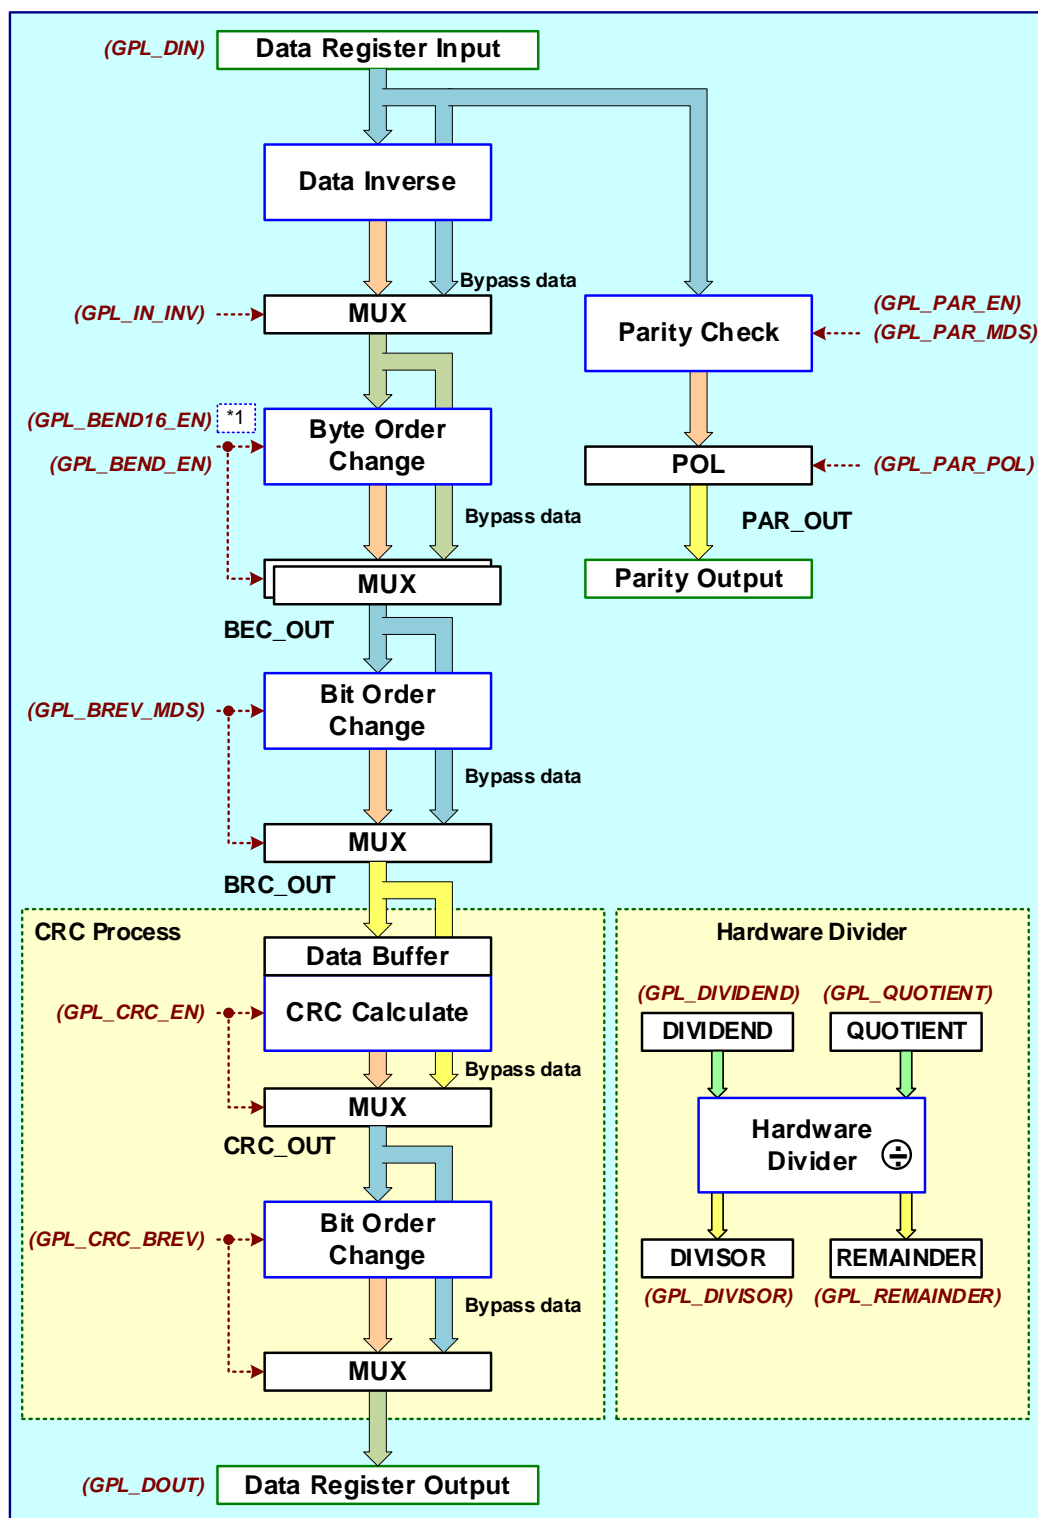 (GPL_DIN)
Data Register Input
Data Inverse
Bypass data
(GPL_IN_INV)
MUX
Parity Check
(GPL_PAR_EN)
(GPL_PAR_MDS)
(GPL_BEND16_EN)
*1
(GPL_BEND_EN)
Byte Order
Change
POL
(GPL_PAR_POL)
Bypass data
PAR_OUT
MUX
Parity Output
BEC_OUT
(GPL_BREV_MDS)
Bit Order
Change
Bypass data
MUX
BRC_OUT
CRC Process
Data Buffer
(GPL_CRC_EN)
CRC Calculate
Bypass data
MUX
CRC_OUT
(GPL_CRC_BREV)
Bit Order
Change
Bypass data
MUX
Hardware Divider
(GPL_DIVIDEND)
(GPL_QUOTIENT)
DIVIDEND
QUOTIENT
Hardware
Divider
DIVISOR
REMAINDER
(GPL_DIVISOR)
(GPL_REMAINDER)
(GPL_DOUT)
Data Register Output